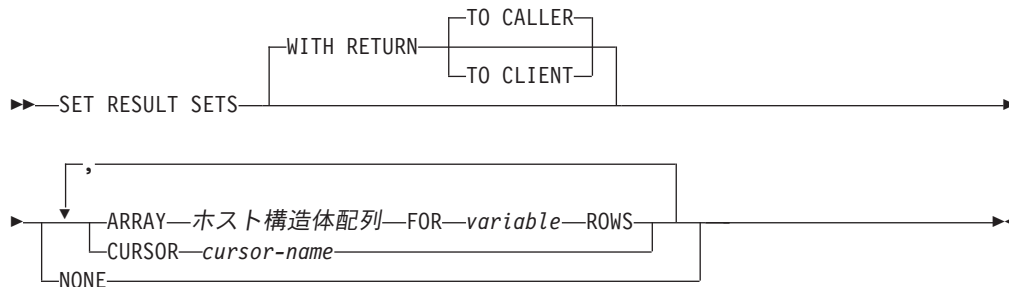 TO CALLER
WITH RETURN
TO CLIENT
SET RESULT SETS
,
ARRAY ホスト構造体配列 FOR variable ROWS
CURSOR cursor-name
NONE